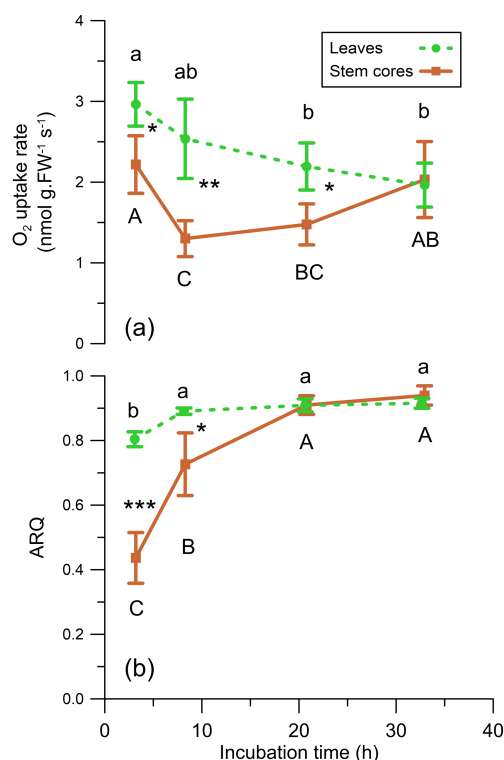 4
Leaves
Stem cores
a
ab
b
b
3
*
**
*
2
A
C
BC
AB
1
0
O₂ uptake rate
(nmol g.FW⁻¹ s⁻¹)
(a)
1.0
b
a
a
a
0.8
*
A
A
0.6
***
B
0.4
C
0.2
0.0
ARQ
(b)
0
10
20
30
40
Incubation time (h)